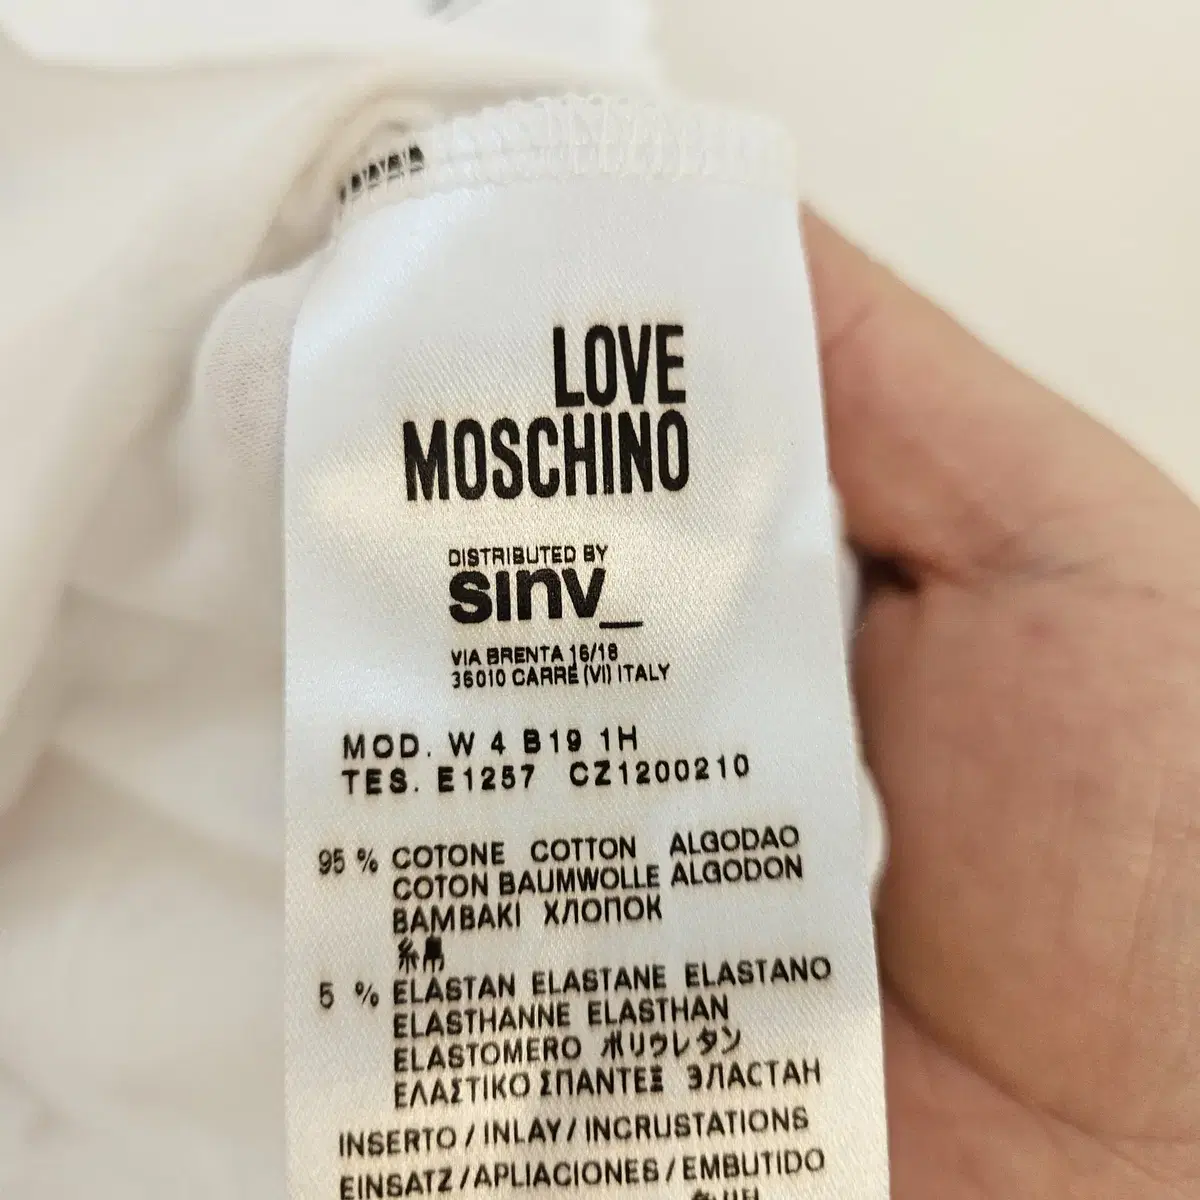 LOVE
MOSCHINO
DISTRIBUTED BY
sinv_
VIA BRENTA 16/18
36010 CARRÈ (VI) ITALY
MOD. W 4 B19 1H
TES. E1257 CZ1200210
95 % COTONE COTTON ALGODAO
COTON BAUMWOLLE ALGODON
BAMBAKI ХЛОПОК
綿
5 % ELASTAN ELASTANE ELASTANO
ELASTHANNE ELASTHAN
ELASTOMERO ポリウレタン
ΕΛΑΣΤΙΚΟ ΣΠΑΝΤΕΞ ЭЛАСТАН
INSERTO / INLAY / INCRUSTATIONS
EINSATZ / APLIACIONES / EMBUTIDO